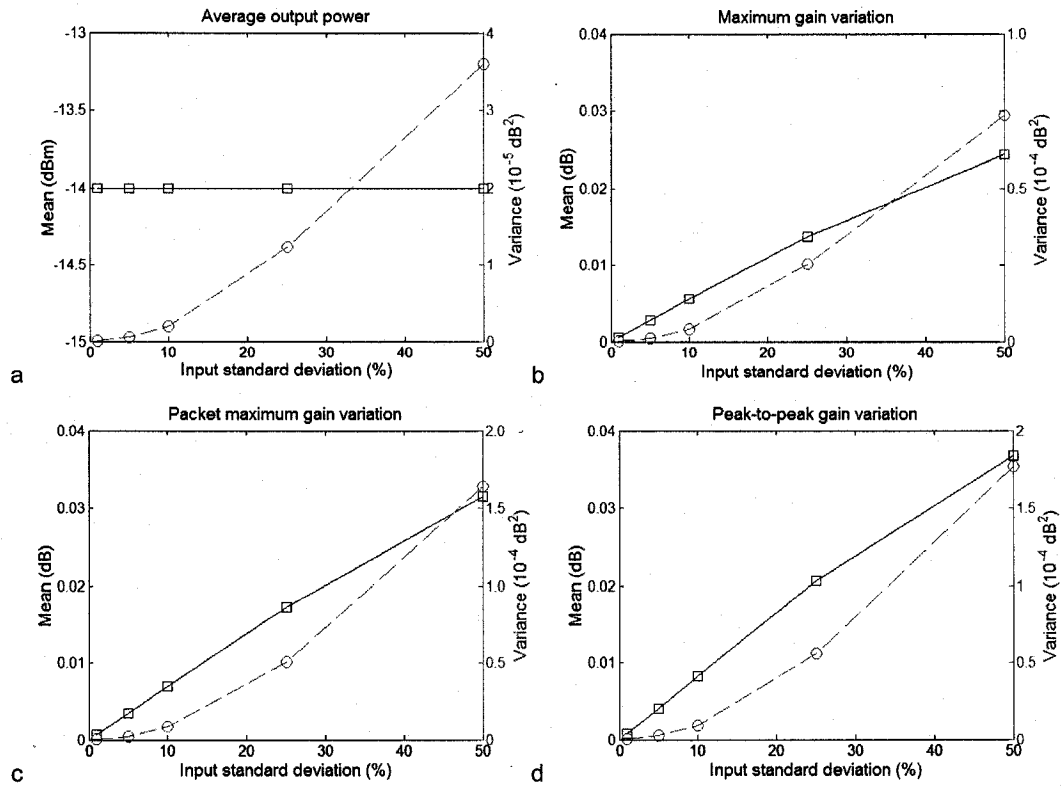 Average output power
-13
-13.5
-14
-14.5
-15
Mean (dBm)
4
3
2
1
0
Variance (10⁻⁵ dB²)
0 10 20 30 40 50
Input standard deviation (%)
a
Maximum gain variation
0.04
0.03
0.02
0.01
0
Mean (dB)
1.0
0.5
0
Variance (10⁻⁴ dB²)
0 10 20 30 40 50
Input standard deviation (%)
b
Packet maximum gain variation
0.04
0.03
0.02
0.01
0
Mean (dB)
2.0
1.5
1
0.5
0
Variance (10⁻⁴ dB²)
0 10 20 30 40 50
Input standard deviation (%)
c
Peak-to-peak gain variation
0.04
0.03
0.02
0.01
0
Mean (dB)
2
1.5
1
0.5
0
Variance (10⁻⁴ dB²)
0 10 20 30 40 50
Input standard deviation (%)
d